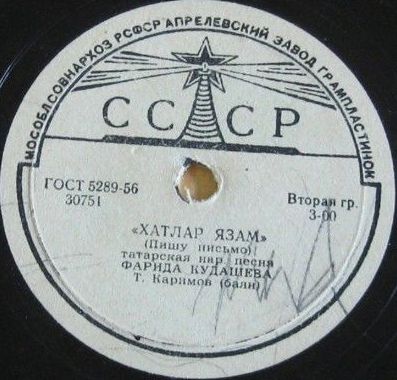 МОСОБЛСОВНАРХОЗ РСФСР АПРЕЛЕВСКИЙ ЗАВОД ГРАМПЛАСТИНОК
СССР
ГОСТ 5289-56
30751
Вторая гр.
3-00
«ХАТЛАР ЯЗАМ»
(Пишу письмо)
татарская нар. песня
ФАРИДА КУДАШЕВА
Т. Каримов (баян)